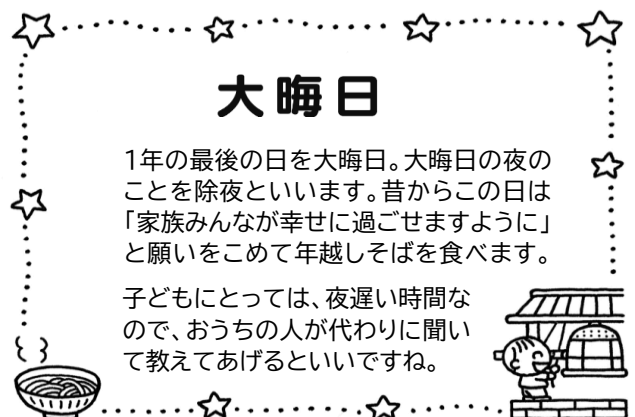 大晦日
1年の最後の日を大晦日。大晦日の夜の
ことを除夜といいます。昔からこの日は
「家族みんなが幸せに過ごせますように」
と願いをこめて年越しそばを食べます。
子どもにとっては、夜遅い時間な
ので、おうちの人が代わりに聞い
て教えてあげるといいですね。